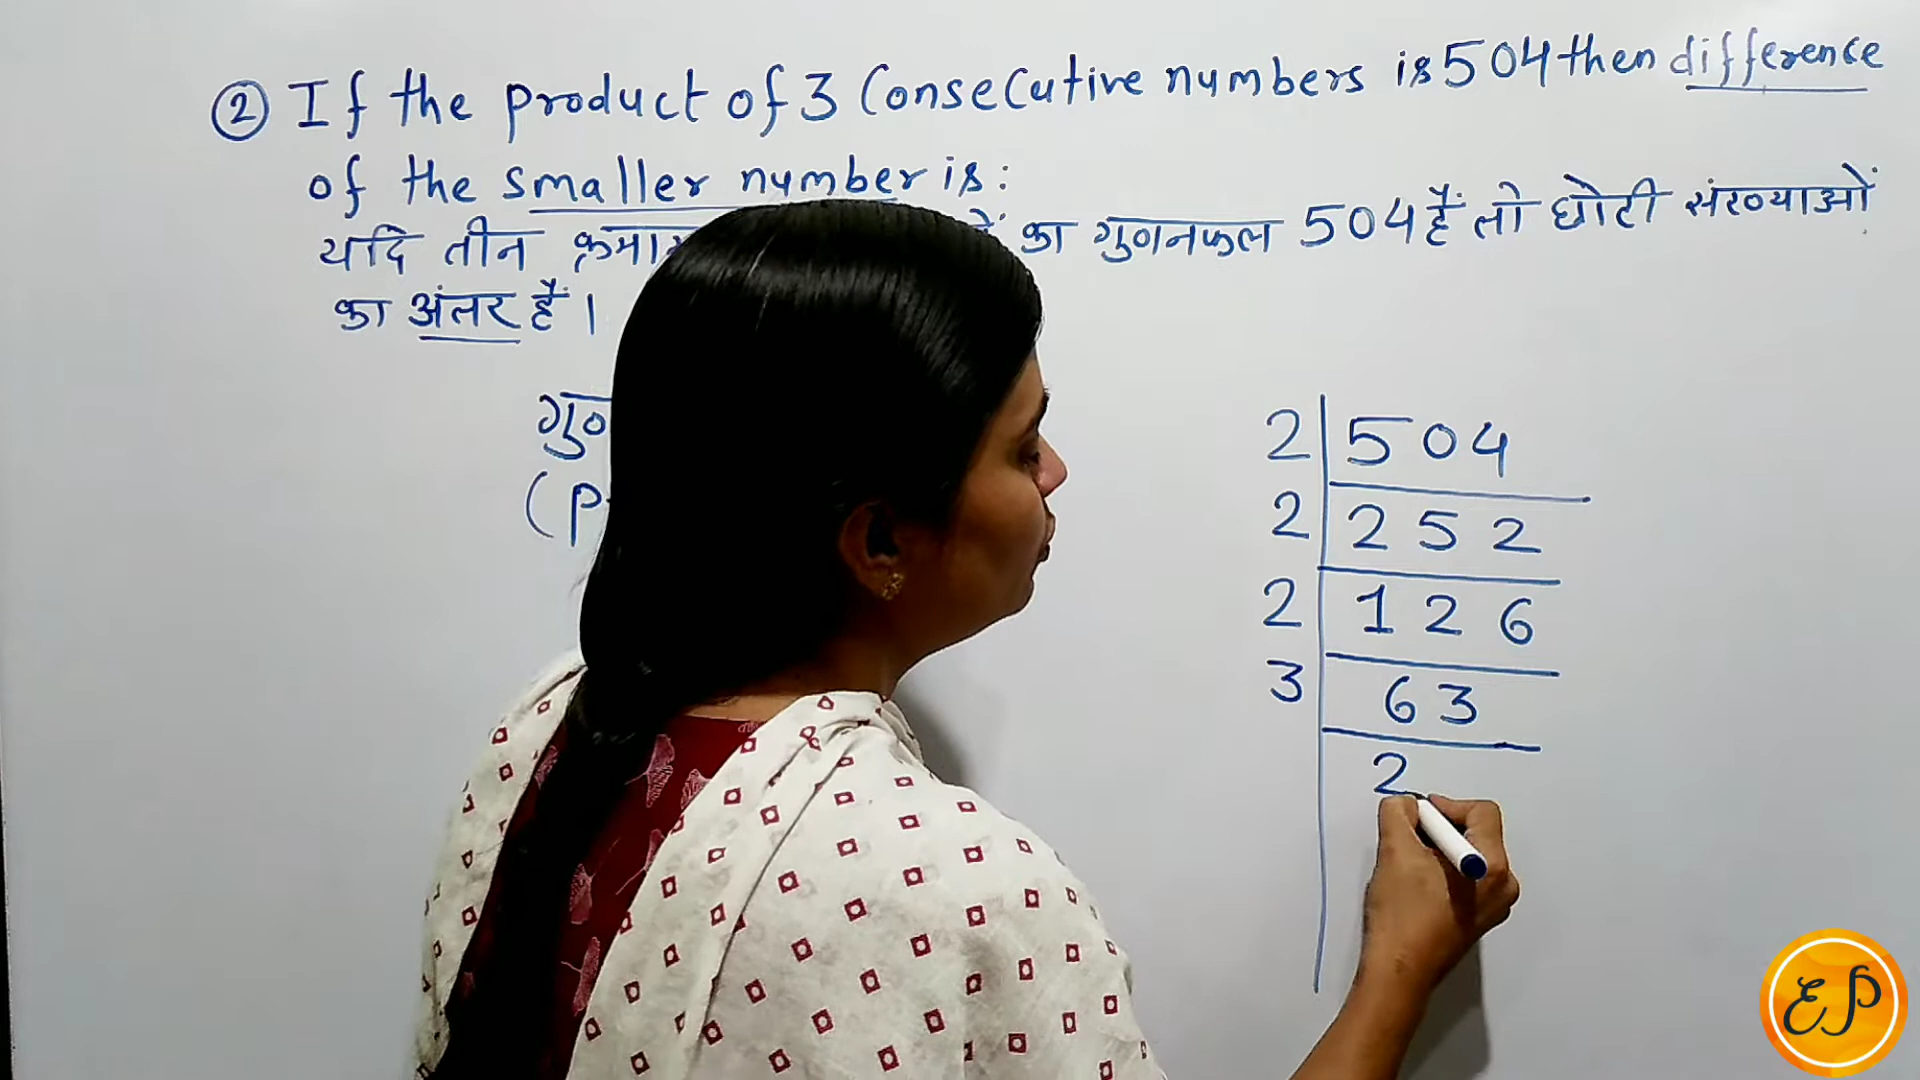 ② If the product of 3 Consecutive numbers is 504 then difference
of the smaller number is:
यदि तीन का गुणनफल 504 हैं तो छोटी संख्याओं
का अंतर हैं ।
2 504
2 252
2 126
3 63
2
EP